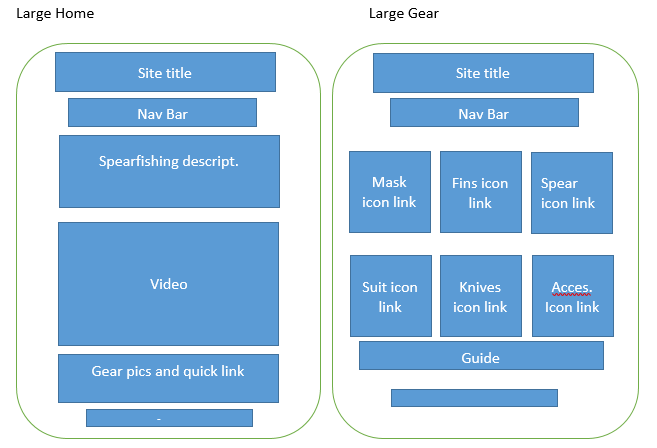 Large Home
Site title
Nav Bar
Spearfishing descript.
Video
Gear pics and quick link
-
Large Gear
Site title
Nav Bar
Mask
icon link
Fins icon
link
Spear
icon link
Suit icon
link
Knives
icon link
Acces.
Icon link
Guide